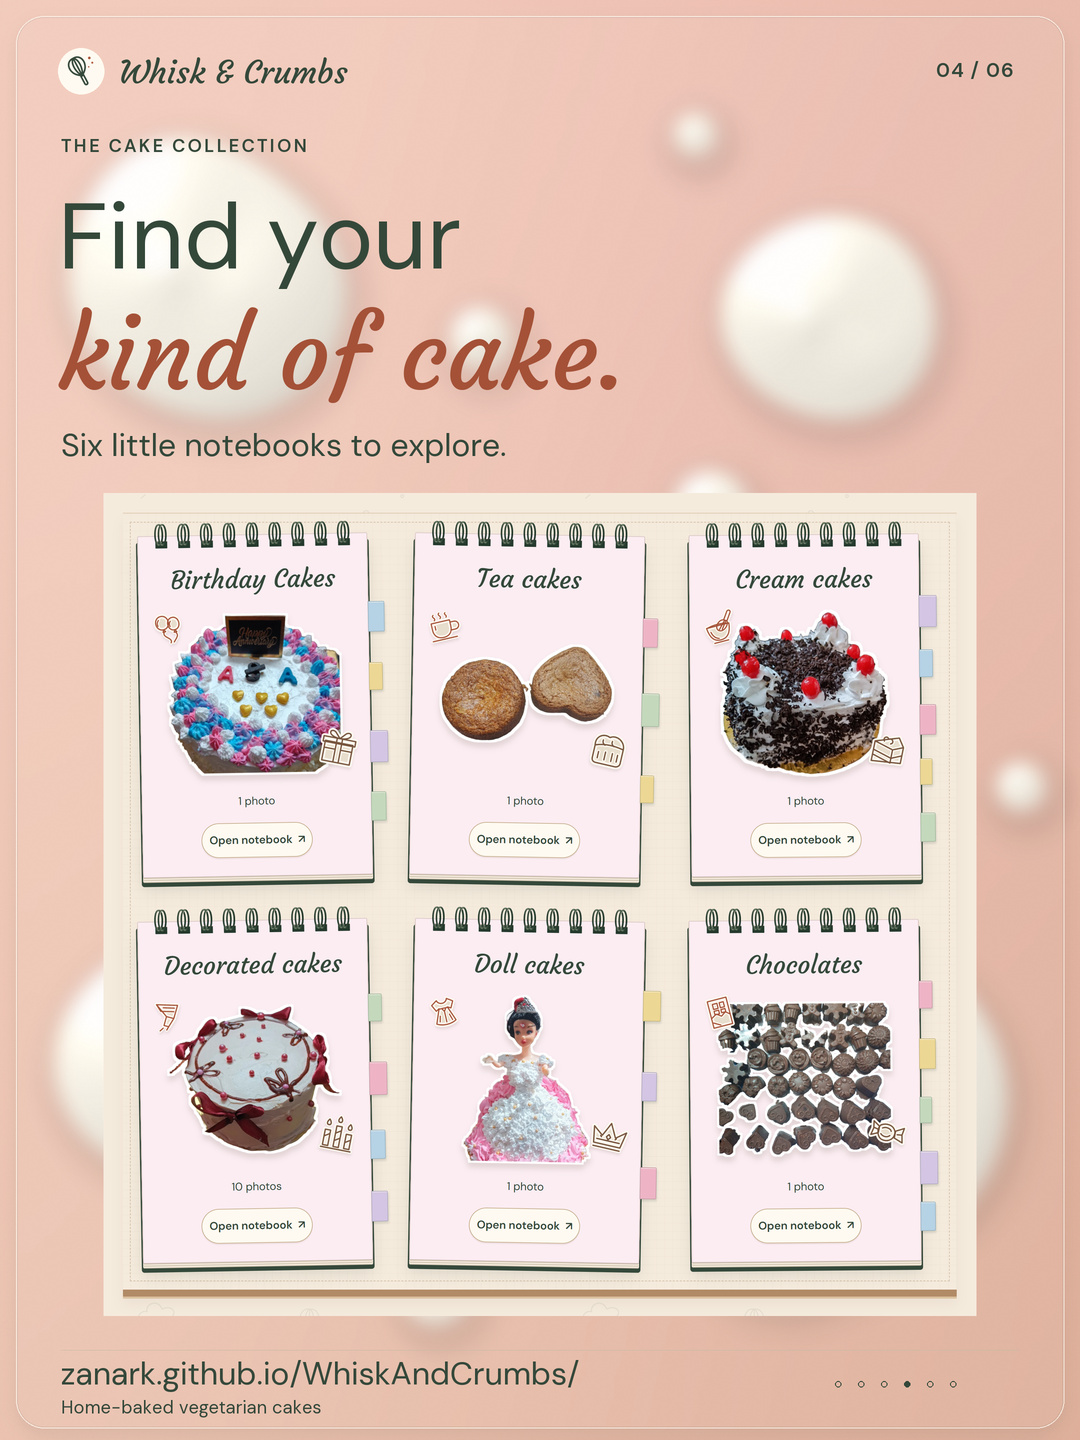 Whisk & Crumbs
04 / 06
THE CAKE COLLECTION
Find your
kind of cake.
Six little notebooks to explore.
Birthday Cakes
Happy
Anniversary
A & A
1 photo
Open notebook ↗
Tea cakes
1 photo
Open notebook ↗
Cream cakes
1 photo
Open notebook ↗
Decorated cakes
10 photos
Open notebook ↗
Doll cakes
1 photo
Open notebook ↗
Chocolates
1 photo
Open notebook ↗
zanark.github.io/WhiskAndCrumbs/
Home-baked vegetarian cakes